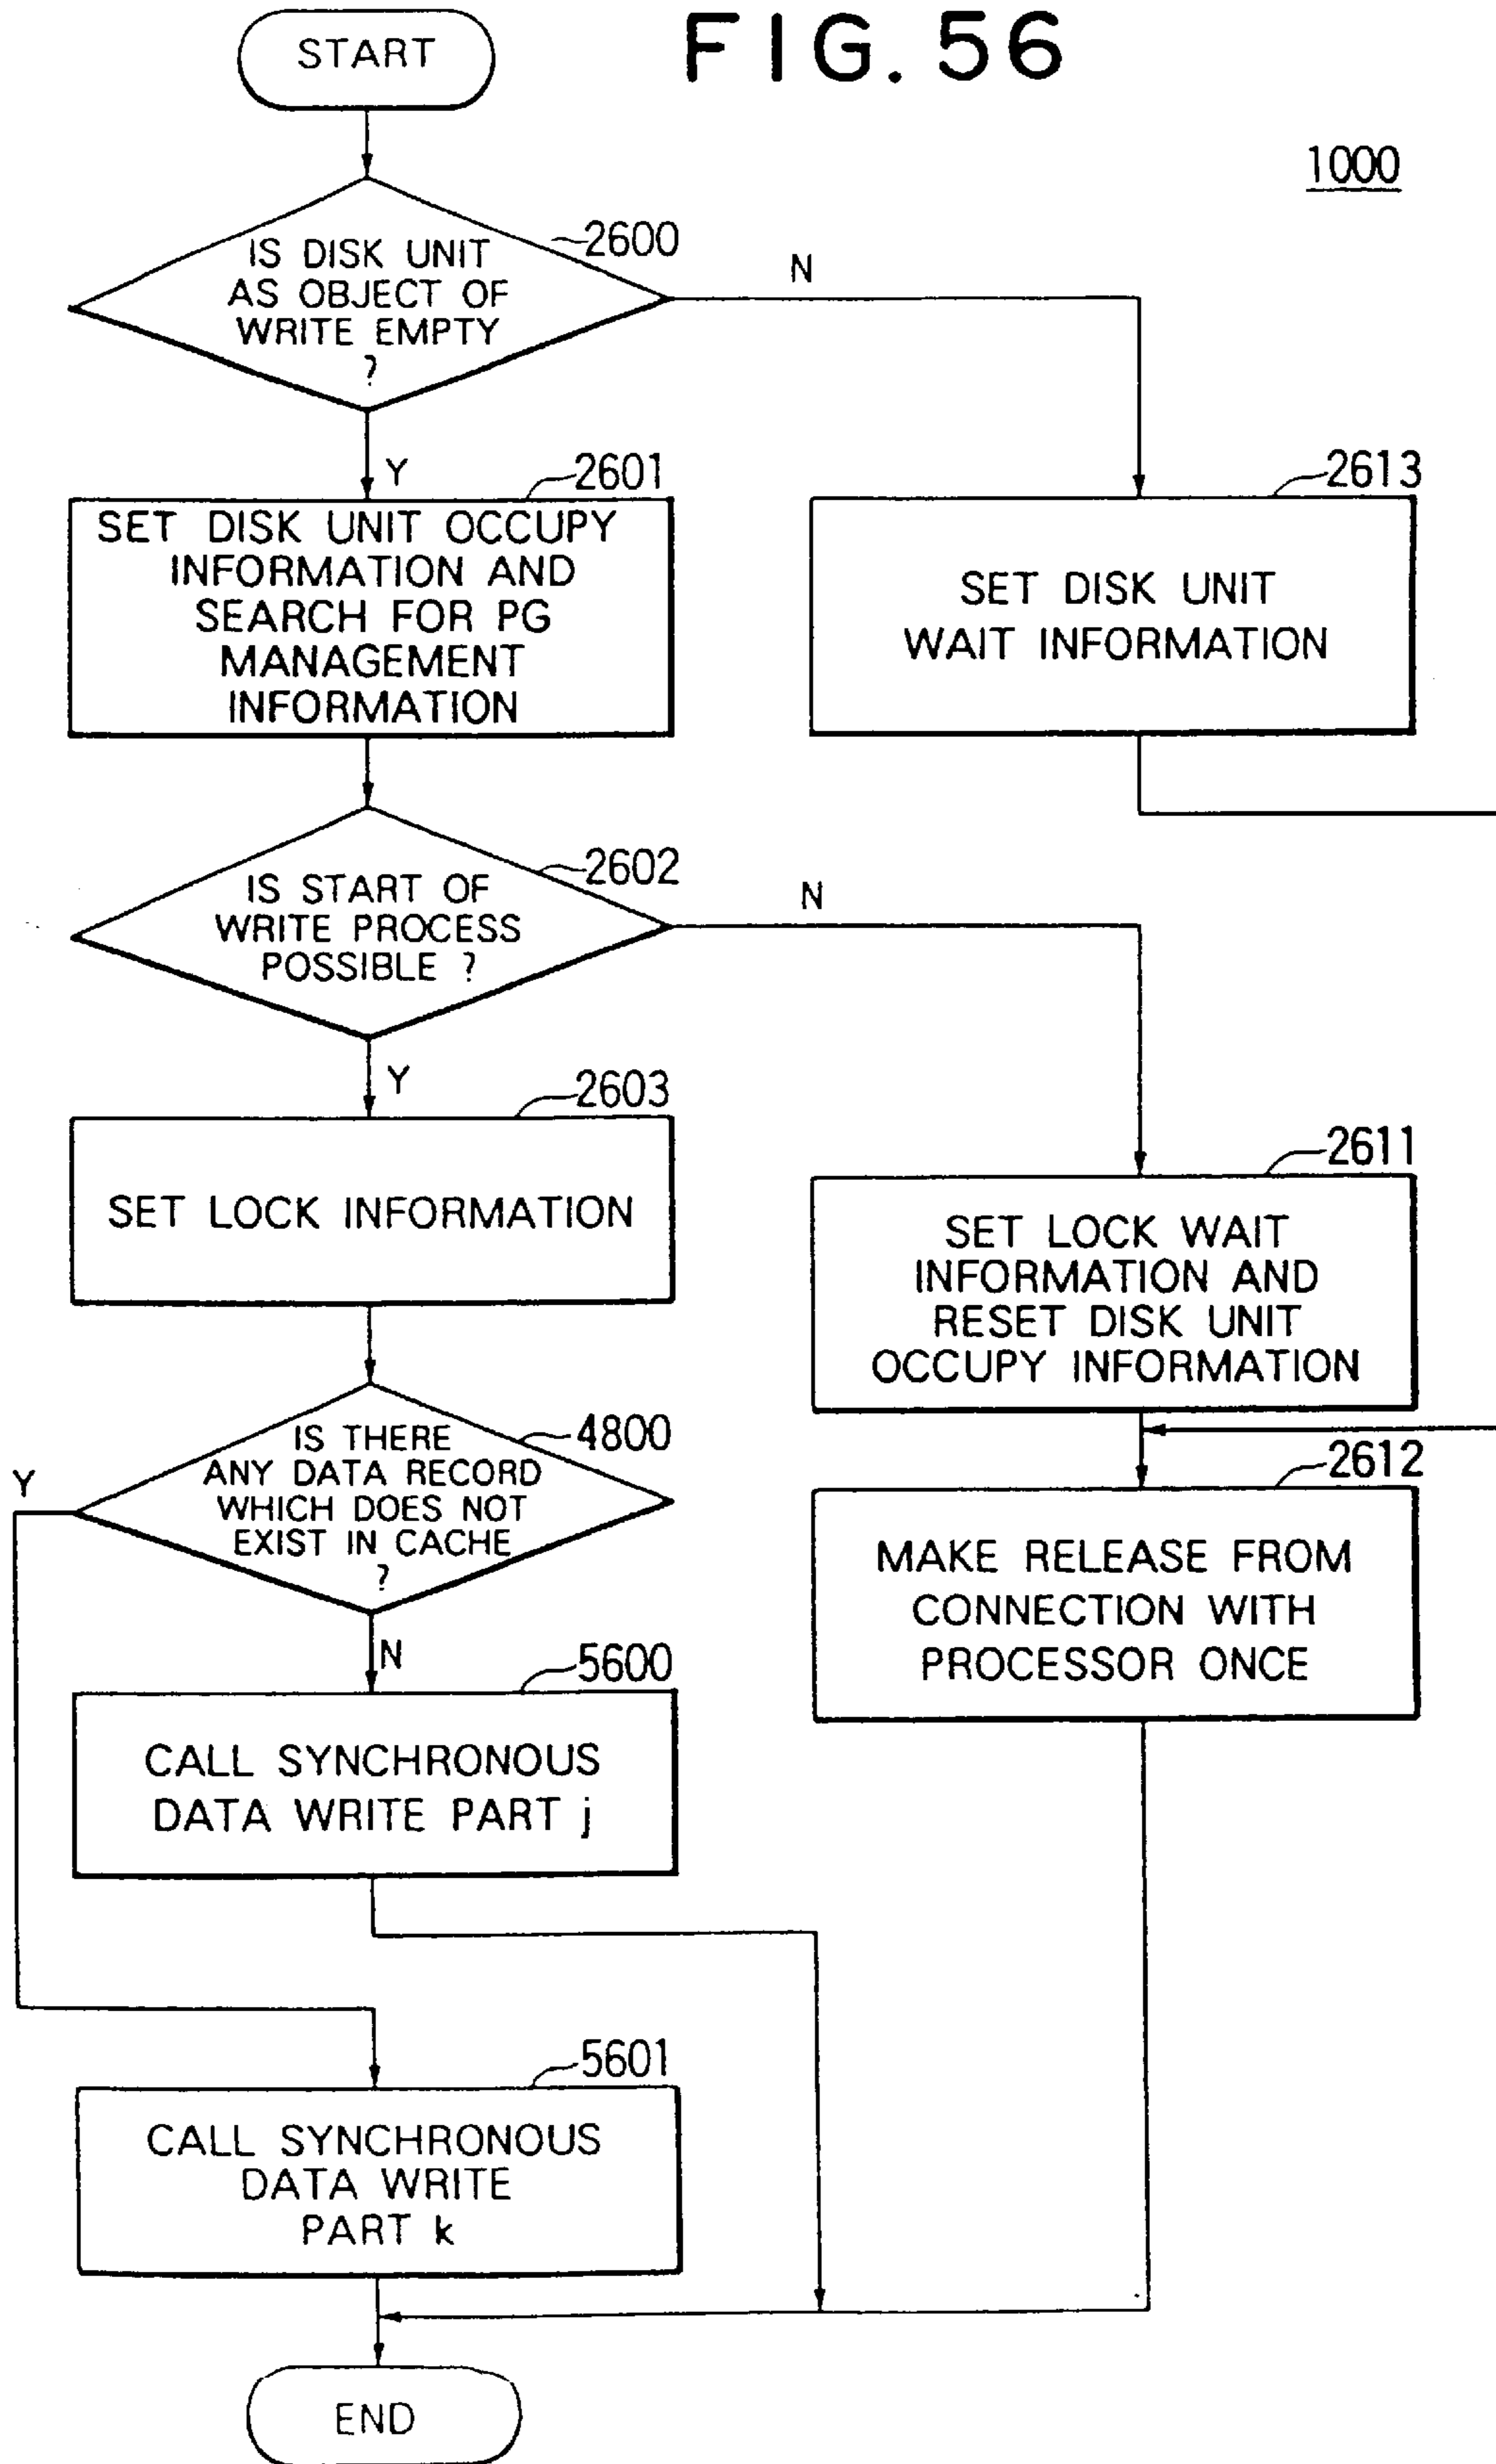 FIG. 56
1000
START
2600
IS DISK UNIT
AS OBJECT OF
WRITE EMPTY
?
N
Y
2601
SET DISK UNIT OCCUPY
INFORMATION AND
SEARCH FOR PG
MANAGEMENT
INFORMATION
2613
SET DISK UNIT
WAIT INFORMATION
2602
IS START OF
WRITE PROCESS
POSSIBLE ?
N
Y
2603
SET LOCK INFORMATION
2611
SET LOCK WAIT
INFORMATION AND
RESET DISK UNIT
OCCUPY INFORMATION
4800
IS THERE
ANY DATA RECORD
WHICH DOES NOT
EXIST IN CACHE
?
Y
N
2612
MAKE RELEASE FROM
CONNECTION WITH
PROCESSOR ONCE
5600
CALL SYNCHRONOUS
DATA WRITE PART j
5601
CALL SYNCHRONOUS
DATA WRITE
PART k
END